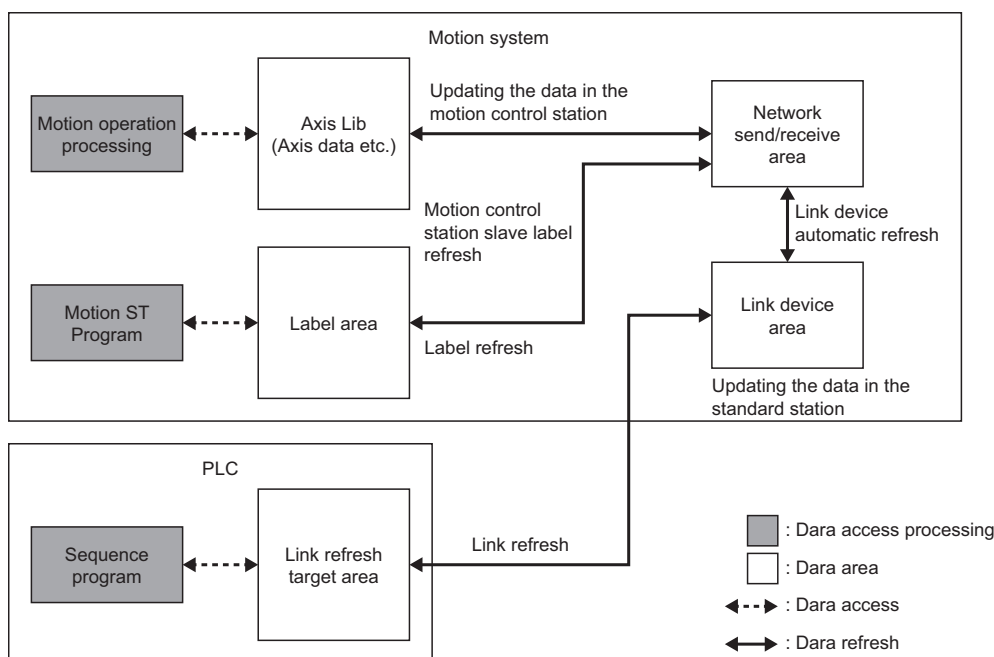 Motion system
Motion operation
processing
Axis Lib
(Axis data etc.)
Updating the data in the
motion control station
Network
send/receive
area
Motion control
station slave label
refresh
Link device
automatic refresh
Motion ST
Program
Label area
Label refresh
Link device
area
Updating the data in the
standard station
PLC
Sequence
program
Link refresh
target area
Link refresh
: Dara access processing
: Dara area
: Dara access
: Dara refresh